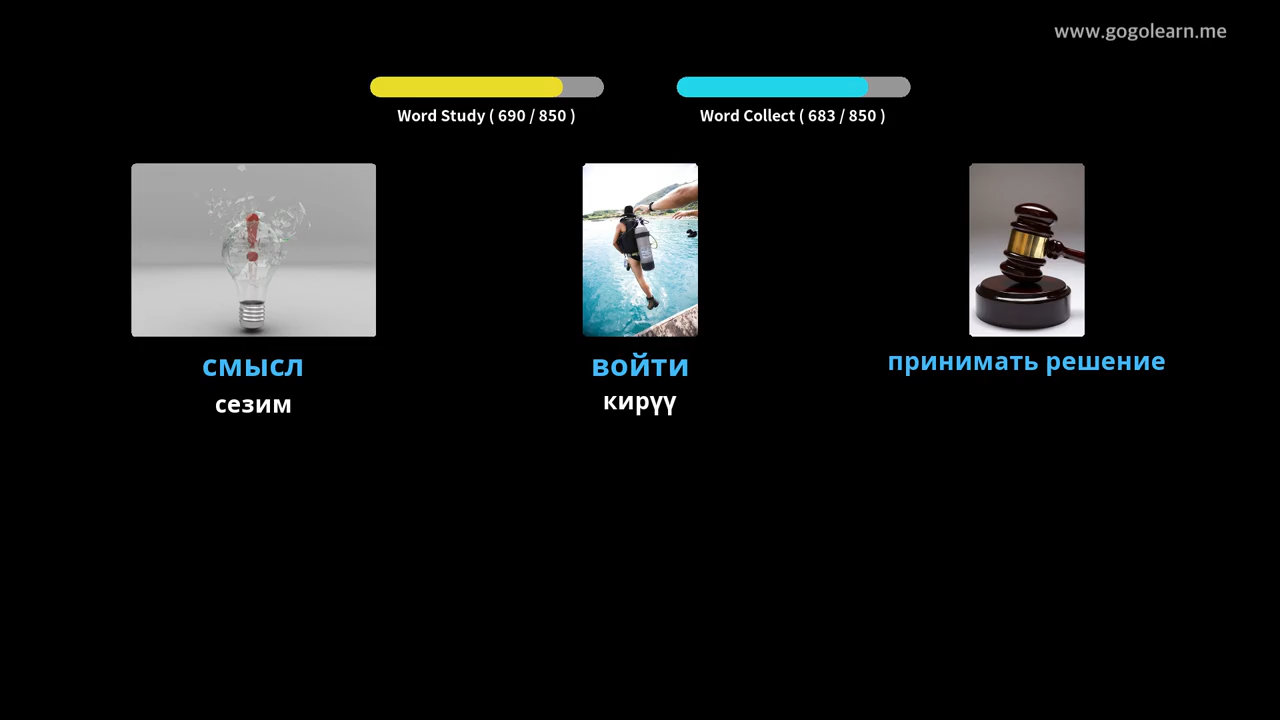 www.gogolearn.me
Word Study ( 690 / 850 )
Word Collect ( 683 / 850 )
смысл
сезим
войти
кирүү
принимать решение